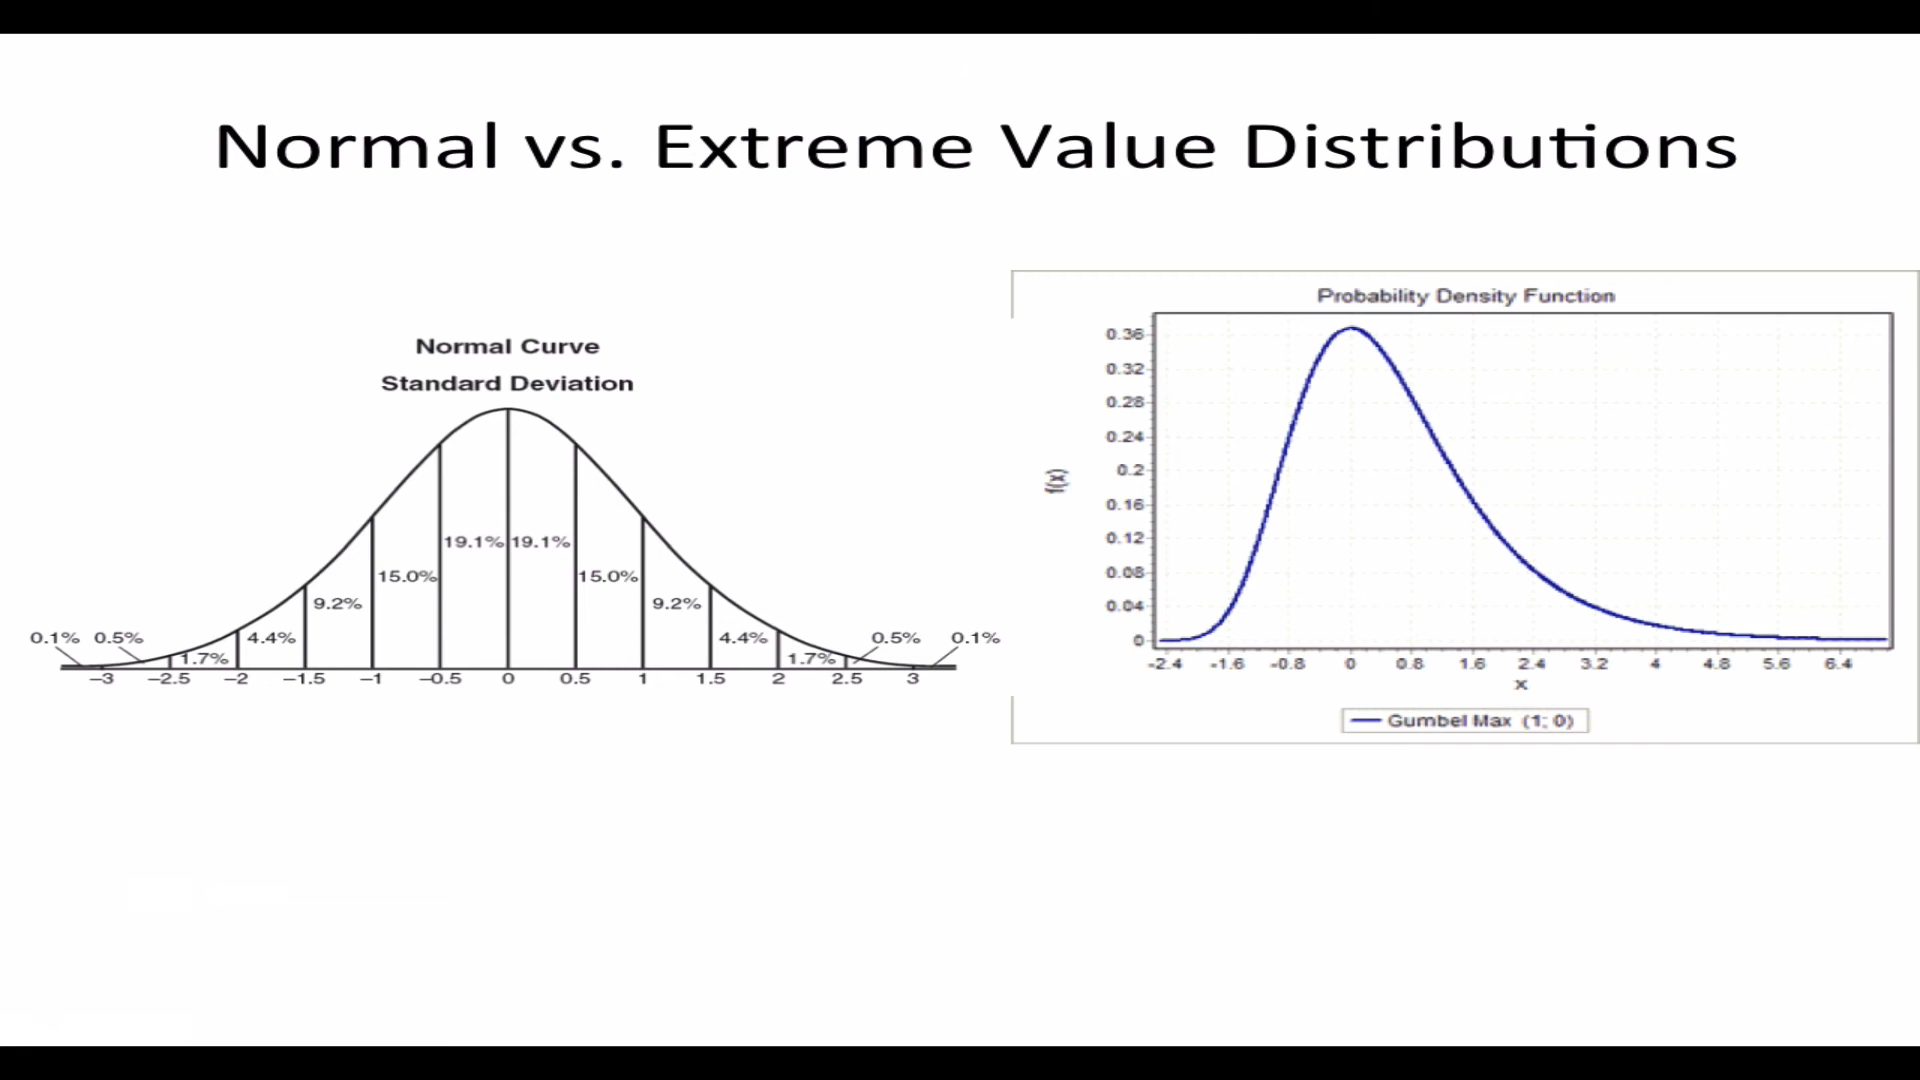 Normal vs. Extreme Value Distributions
Normal Curve
Standard Deviation
19.1% 19.1%
15.0% 15.0%
9.2% 9.2%
0.1% 0.5% 4.4% 4.4% 0.5% 0.1%
1.7% 1.7%
−3 −2.5 −2 −1.5 −1 −0.5 0 0.5 1 1.5 2 2.5 3
Probability Density Function
0.36
0.32
0.28
0.24
0.2
0.16
0.12
0.08
0.04
0
f(x)
-2.4 -1.6 -0.8 0 0.8 1.6 2.4 3.2 4 4.8 5.6 6.4
x
Gumbel Max (1; 0)